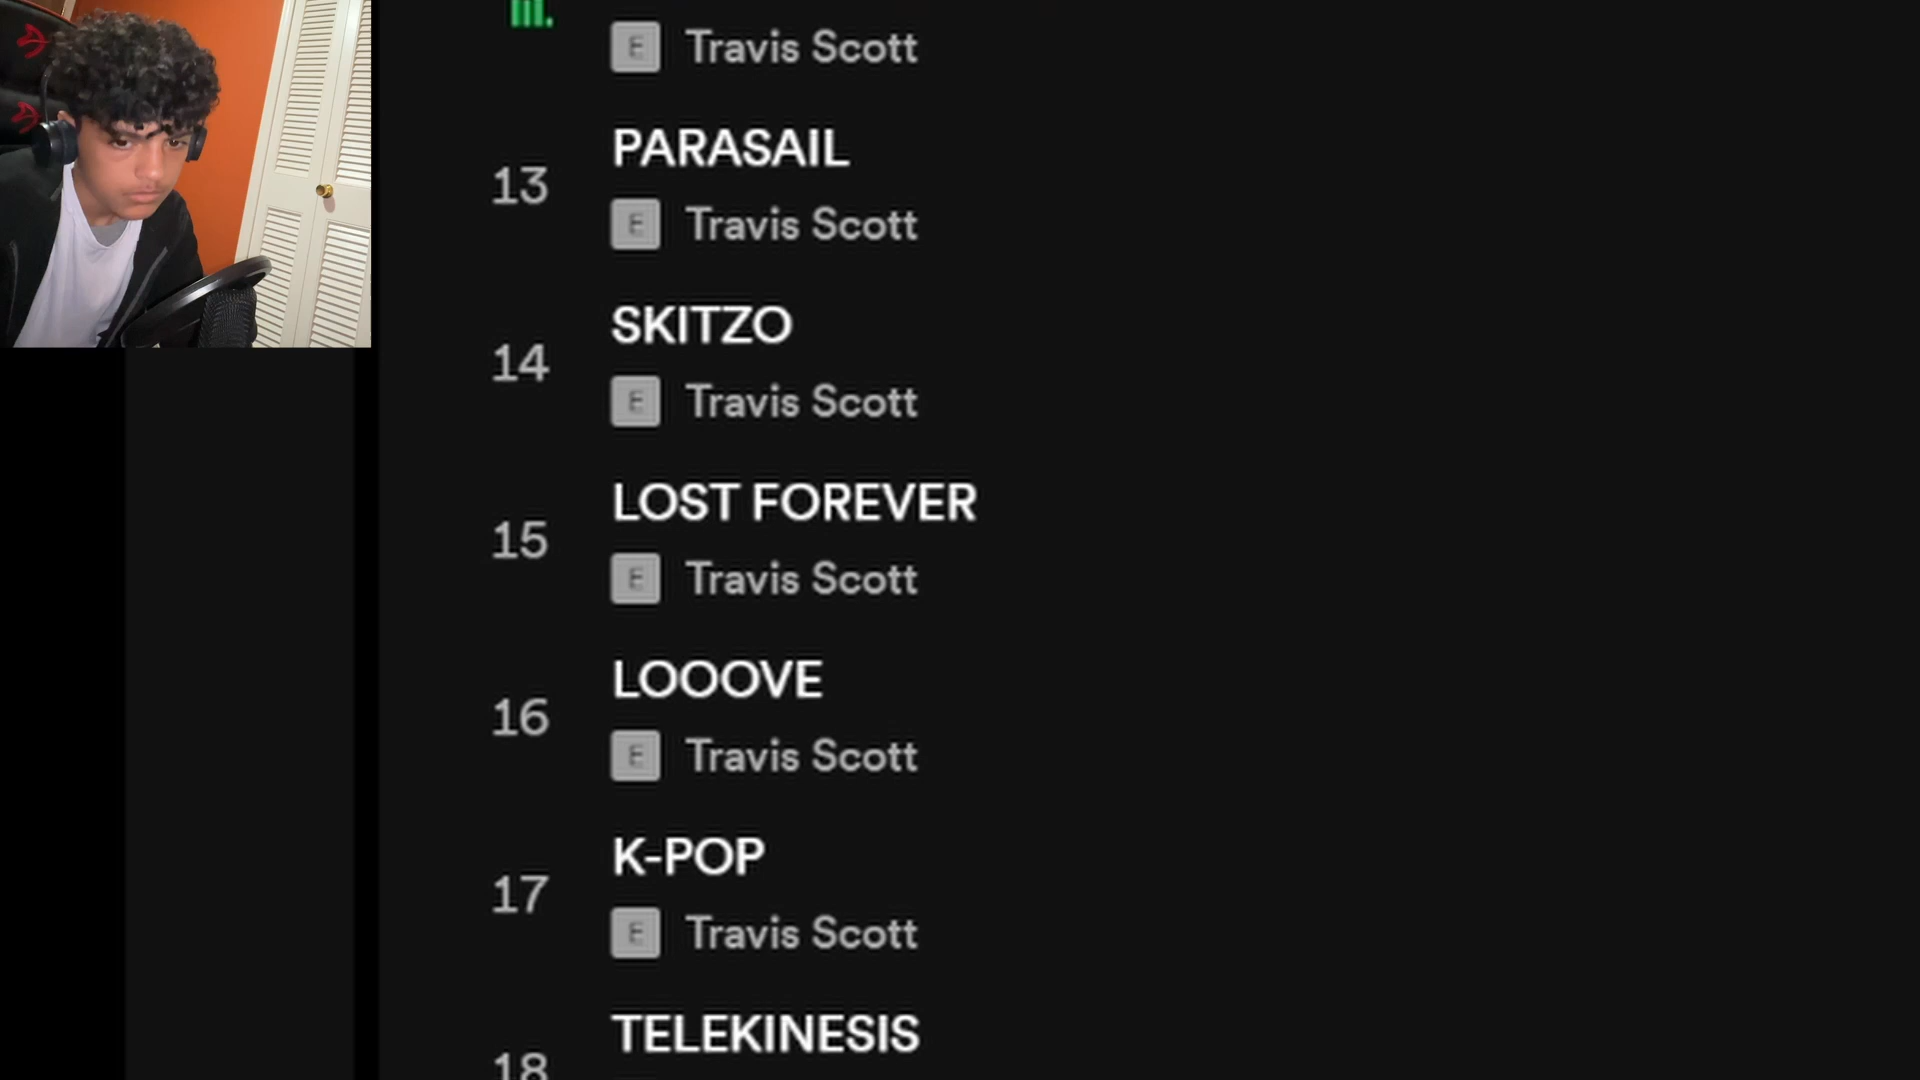 E Travis Scott
13 PARASAIL
E Travis Scott
14 SKITZO
E Travis Scott
15 LOST FOREVER
E Travis Scott
16 LOOOVE
E Travis Scott
17 K-POP
E Travis Scott
18 TELEKINESIS